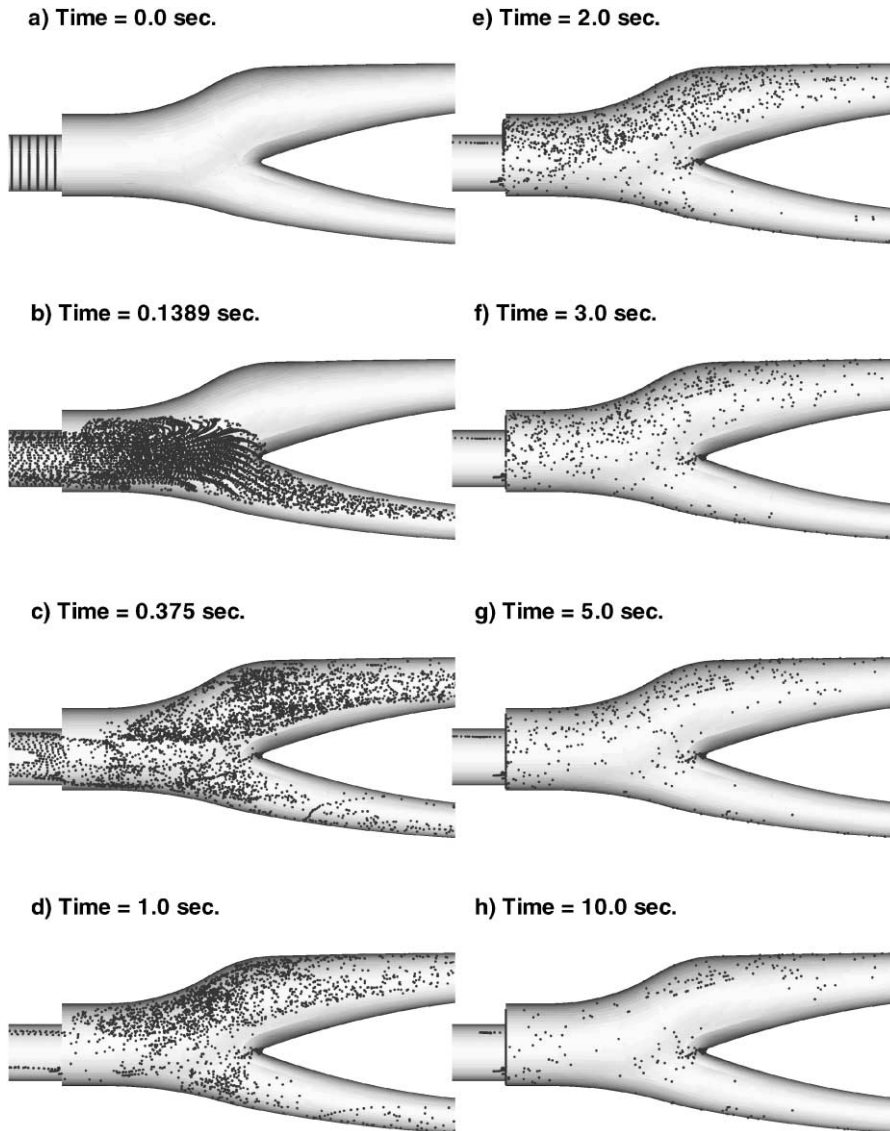 a) Time = 0.0 sec.
b) Time = 0.1389 sec.
c) Time = 0.375 sec.
d) Time = 1.0 sec.
e) Time = 2.0 sec.
f) Time = 3.0 sec.
g) Time = 5.0 sec.
h) Time = 10.0 sec.